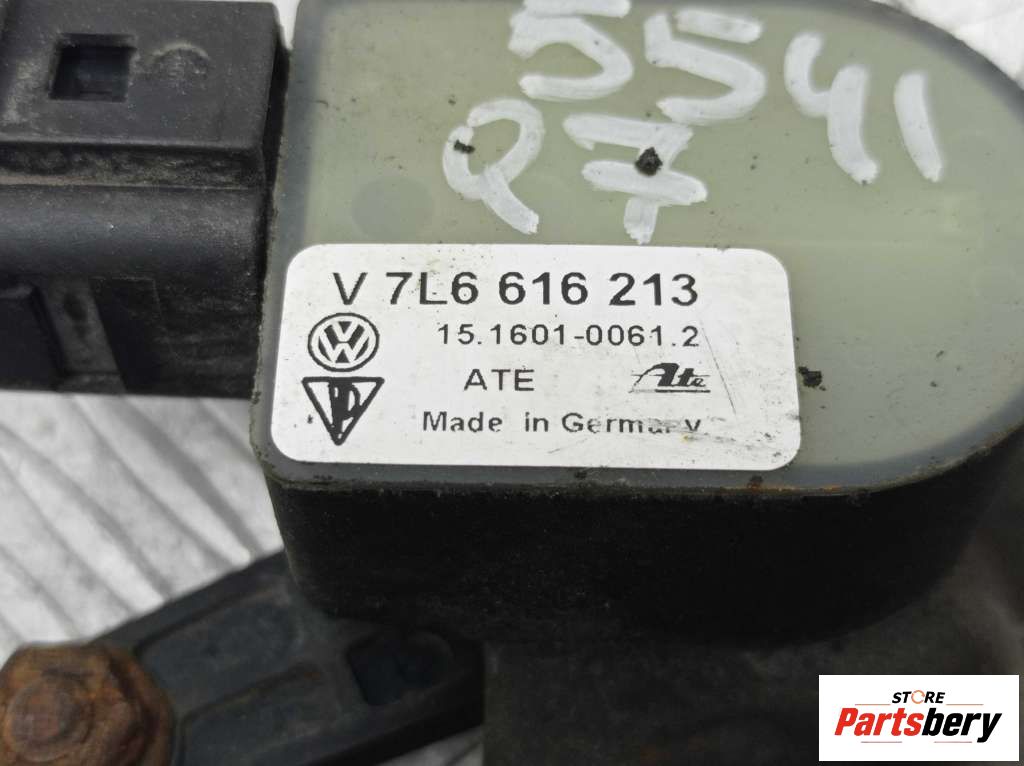 5541
Q7
V 7L6 616 213
15.1601-0061.2
ATE Ate
Made in Germany
STORE
Partsbery